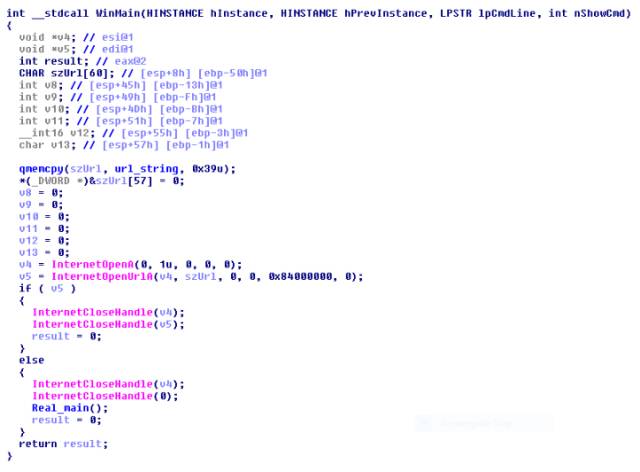 int __stdcall WinMain(HINSTANCE hInstance, HINSTANCE hPrevInstance, LPSTR lpCmdLine, int nShowCmd)
{
void *v4; // esi@1
void *v5; // edi@1
int result; // eax@2
CHAR szUrl[60]; // [esp+8h] [ebp-50h]@1
int v8; // [esp+45h] [ebp-13h]@1
int v9; // [esp+49h] [ebp-Fh]@1
int v10; // [esp+4Dh] [ebp-Bh]@1
int v11; // [esp+51h] [ebp-7h]@1
__int16 v12; // [esp+55h] [ebp-3h]@1
char v13; // [esp+57h] [ebp-1h]@1
qmemcpy(szUrl, url_string, 0x39u);
*(_DWORD *)&szUrl[57] = 0;
v8 = 0;
v9 = 0;
v10 = 0;
v11 = 0;
v12 = 0;
v13 = 0;
v4 = InternetOpenA(0, 1u, 0, 0, 0);
v5 = InternetOpenUrlA(v4, szUrl, 0, 0, 0x84000000, 0);
if ( v5 )
{
InternetCloseHandle(v4);
InternetCloseHandle(v5);
result = 0;
}
else
{
InternetCloseHandle(v4);
InternetCloseHandle(0);
Real_main();
result = 0;
}
return result;
}